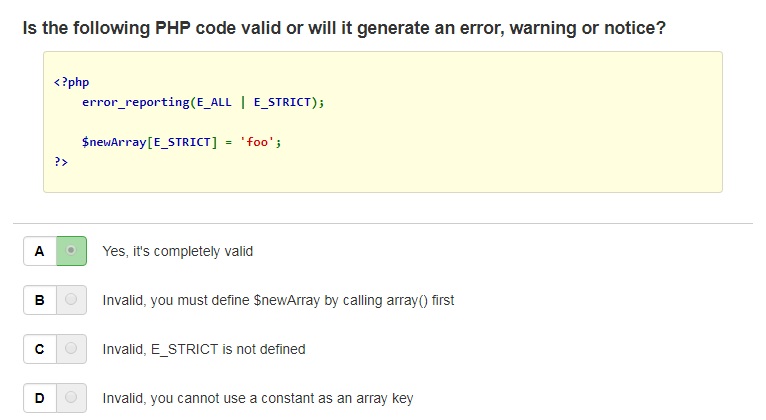 Is the following PHP code valid or will it generate an error, warning or notice?
<?php
error_reporting(E_ALL | E_STRICT);
$newArray[E_STRICT] = 'foo';
?>
A Yes, it's completely valid
B Invalid, you must define $newArray by calling array() first
C Invalid, E_STRICT is not defined
D Invalid, you cannot use a constant as an array key